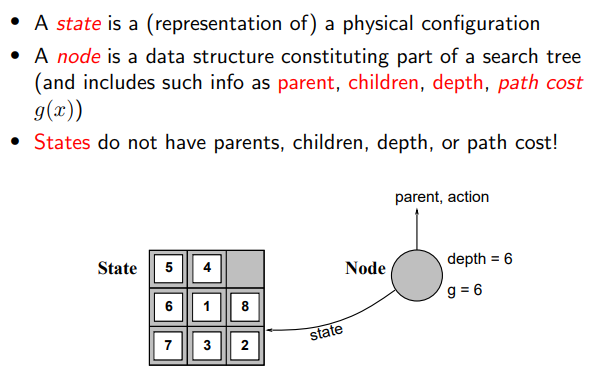 • A state is a (representation of) a physical configuration
• A node is a data structure constituting part of a search tree
(and includes such info as parent, children, depth, path cost
g(x))
• States do not have parents, children, depth, or path cost!
parent, action
State
5 4
6 1 8
7 3 2
Node
depth = 6
g = 6
state